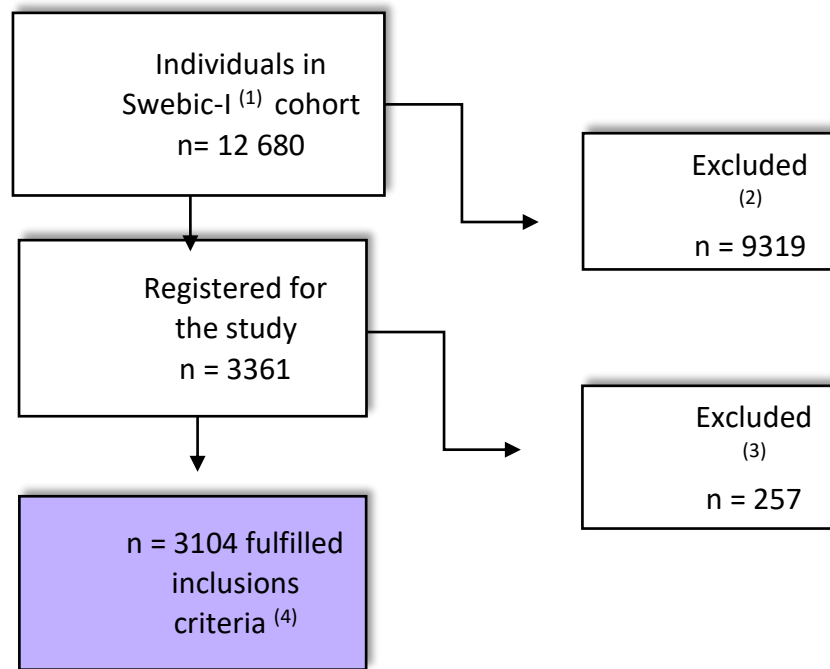 Individuals in
Swebic-I (1) cohort
n= 12 680
Excluded
(2)
n = 9319
Registered for
the study
n = 3361
Excluded
(3)
n = 257
n = 3104 fulfilled
inclusions
criteria (4)